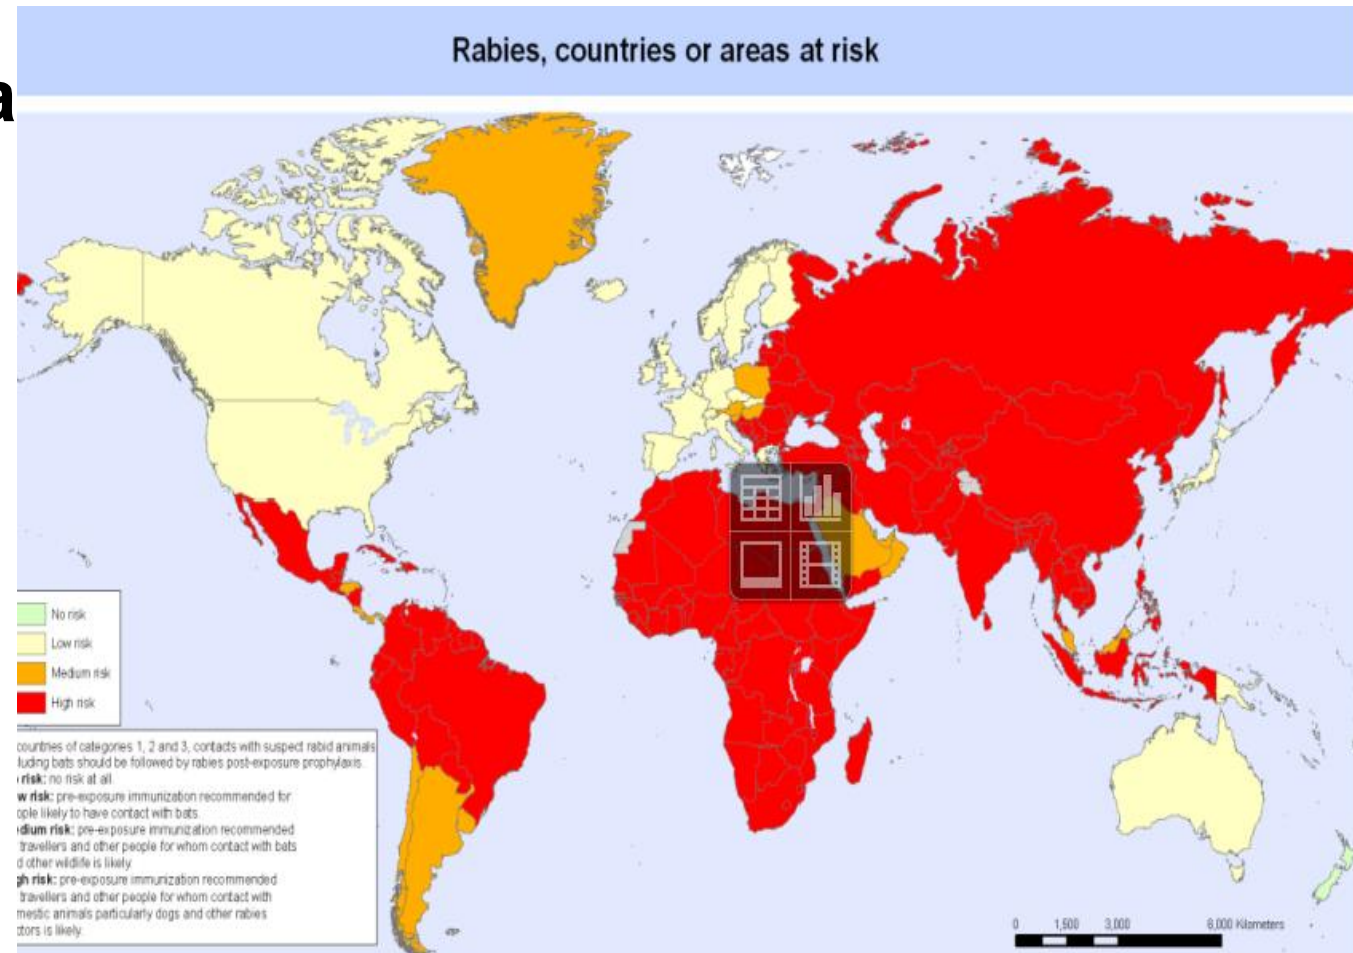 Rabies, countries or areas at risk
a
No risk
Low risk
Medium risk
High risk
countries of categories 1, 2 and 3, contacts with suspect rabid animals
luding bats should be followed by rabies post-exposure prophylaxis.
risk: no risk at all.
w risk: pre-exposure immunization recommended for
ople likely to have contact with bats.
edium risk: pre-exposure immunization recommended
travellers and other people for whom contact with bats
d other wildlife is likely.
gh risk: pre-exposure immunization recommended
travellers and other people for whom contact with
mestic animals particularly dogs and other rabies
ctors is likely.
0 1,500 3,000 6,000 Kilometers